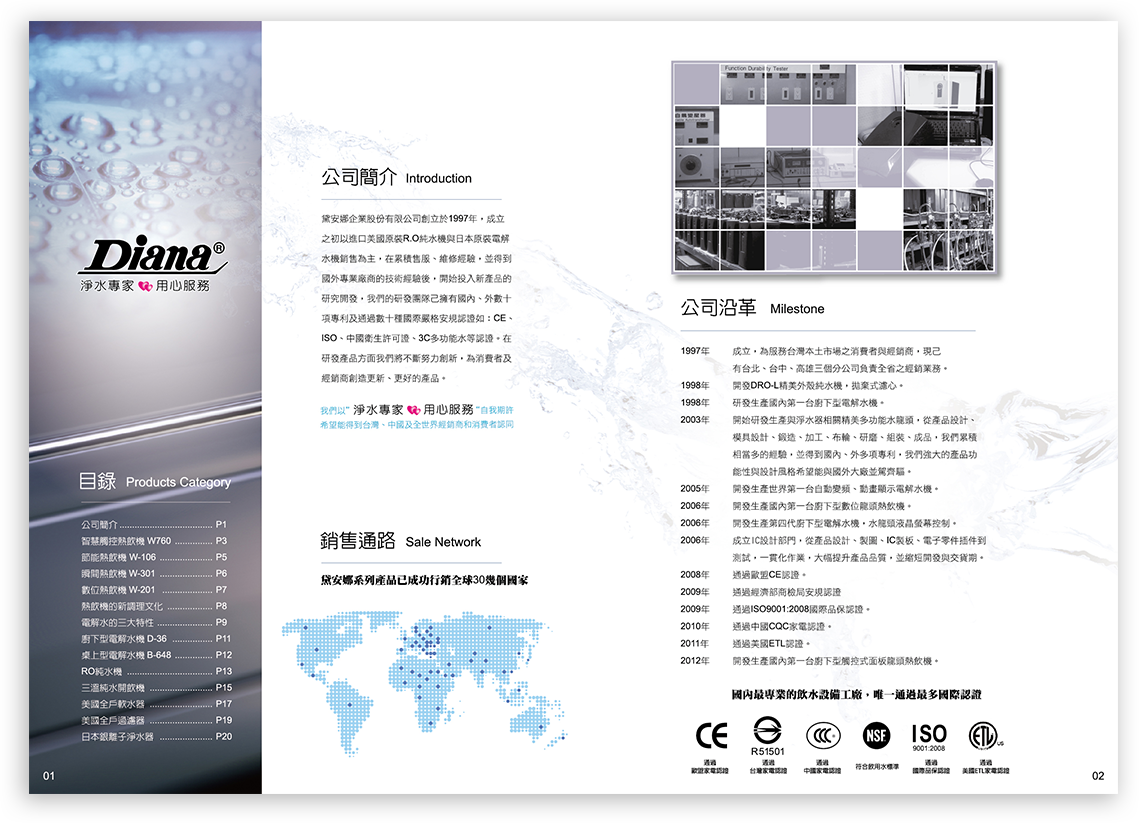 Diana®
淨水專家 用心服務
目錄 Products Category
公司簡介 ................................ P1
智慧觸控熱飲機 W760 ............. P3
節能熱飲機 W-106 ................... P5
瞬間熱飲機 W-301 ................... P6
數位熱飲機 W-201 ................... P7
熱飲機的新調理文化 ................ P8
電解水的三大特性 ................... P9
廚下型電解水機 D-36 .............. P11
桌上型電解水機 B-648 ............. P12
RO純水機 ............................... P13
三溫純水開飲機 ...................... P15
美國全戶軟水器 ...................... P17
美國全戶過濾器 ...................... P19
日本銀離子淨水器 ................... P20
01
公司簡介 Introduction
黛安娜企業股份有限公司創立於1997年，成立
之初以進口美國原裝R.O純水機與日本原裝電解
水機銷售為主，在累積售服、維修經驗，並得到
國外專業廠商的技術經驗後，開始投入新產品的
研究開發，我們的研發團隊已擁有國內、外數十
項專利及通過數十種國際嚴格安規認證如：CE、
ISO、中國衛生許可證、3C多功能水等認證。在
研發產品方面我們將不斷努力創新，為消費者及
經銷商創造更新、更好的產品。
我們以" 淨水專家 用心服務 "自我期許
希望能得到台灣、中國及全世界經銷商和消費者認同
銷售通路 Sale Network
黛安娜系列產品已成功行銷全球30幾個國家
Function Durability Tester
公司沿革 Milestone
1997年 成立，為服務台灣本土市場之消費者與經銷商，現己
有台北、台中、高雄三個分公司負責全省之經銷業務。
1998年 開發DRO-L精美外殼純水機，拋棄式濾心。
1998年 研發生產國內第一台廚下型電解水機。
2003年 開始研發生產與淨水器相關精美多功能水龍頭，從產品設計、
模具設計、鍛造、加工、布輪、研磨、組裝、成品，我們累積
相當多的經驗，並得到國內、外多項專利，我們強大的產品功
能性與設計風格希望能與國外大廠並駕齊驅。
2005年 開發生產世界第一台自動變頻、動畫顯示電解水機。
2006年 開發生產國內第一台廚下型數位龍頭熱飲機。
2006年 開發生產第四代廚下型電解水機，水龍頭液晶螢幕控制。
2006年 成立IC設計部門，從產品設計、製圖、IC製板、電子零件插件到
測試，一貫化作業，大幅提升產品品質，並縮短開發與交貨期。
2008年 通過歐盟CE認證。
2009年 通過經濟部商檢局安規認證
2009年 通過ISO9001:2008國際品保認證。
2010年 通過中國CQC家電認證。
2011年 通過美國ETL認證。
2012年 開發生產國內第一台廚下型觸控式面板龍頭熱飲機。
國內最專業的飲水設備工廠，唯一通過最多國際認證
CE
通過
歐盟家電認證
R51501
通過
台灣家電認證
CCC
通過
中國家電認證
NSF
符合飲用水標準
ISO
9001:2008
通過
國際品保認證
ETL US
通過
美國ETL家電認證
02